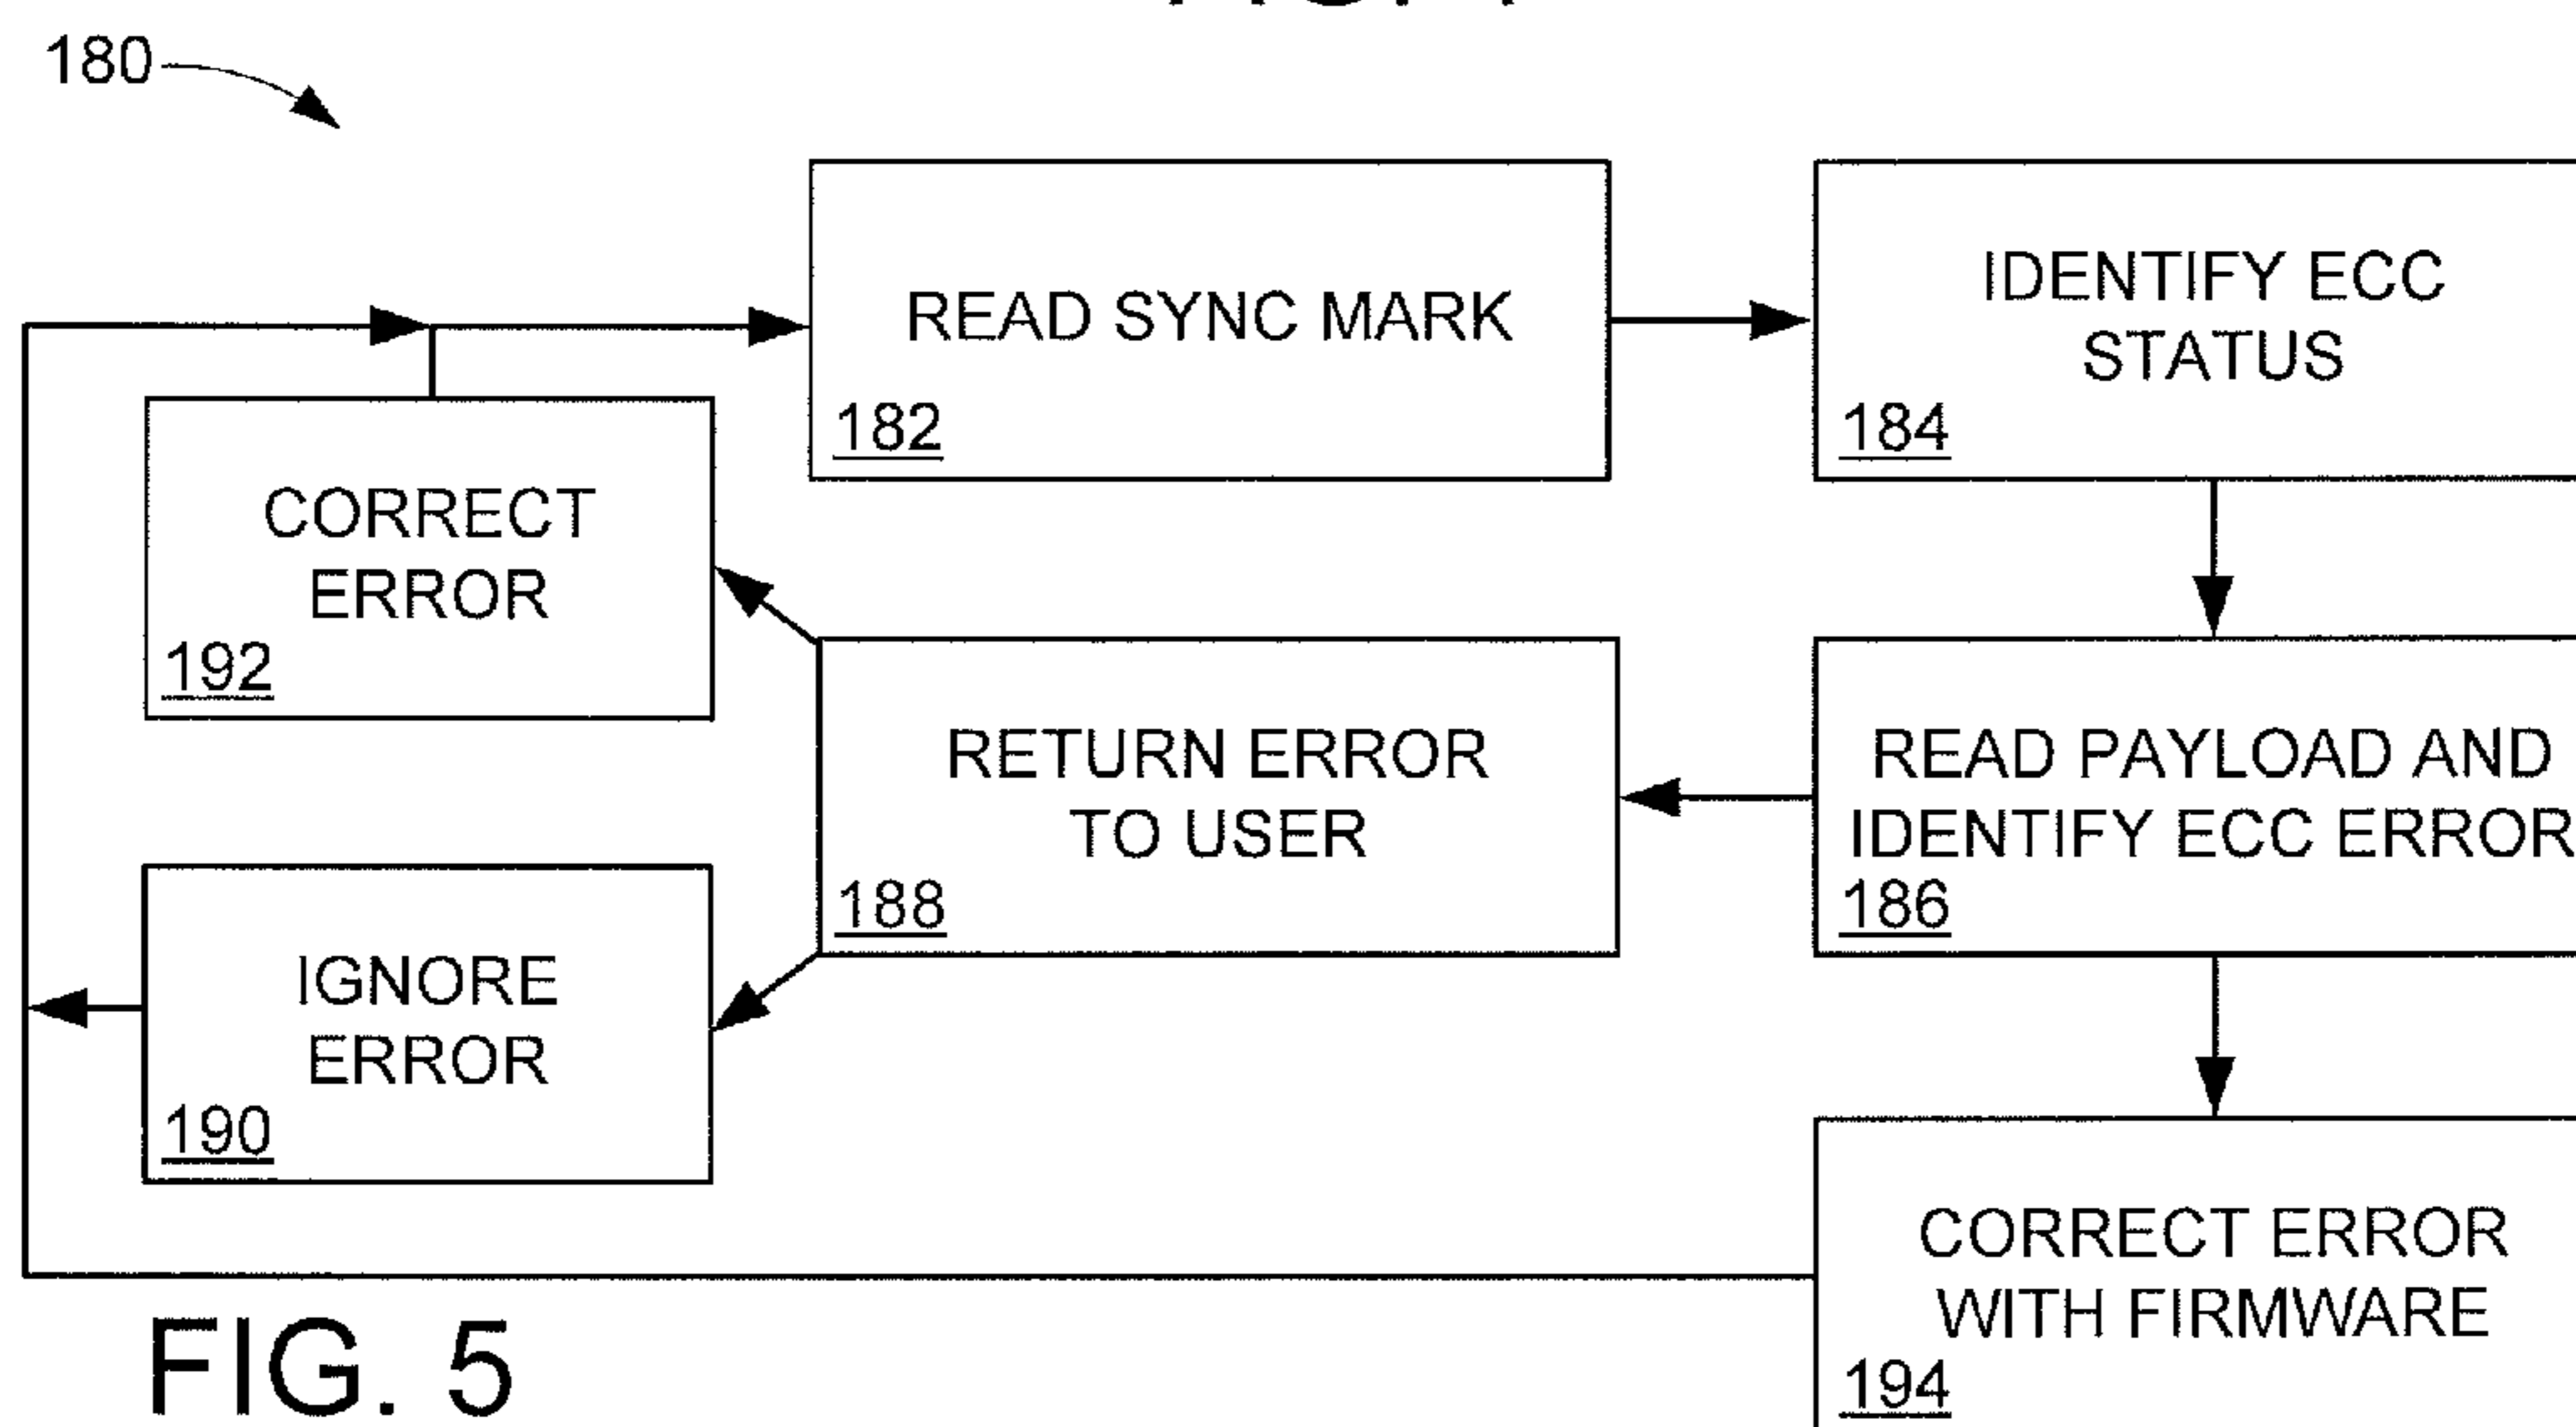 180
READ SYNC MARK
182
IDENTIFY ECC
STATUS
184
CORRECT
ERROR
192
RETURN ERROR
TO USER
188
READ PAYLOAD AND
IDENTIFY ECC ERROR
186
IGNORE
ERROR
190
CORRECT ERROR
WITH FIRMWARE
194
FIG. 5